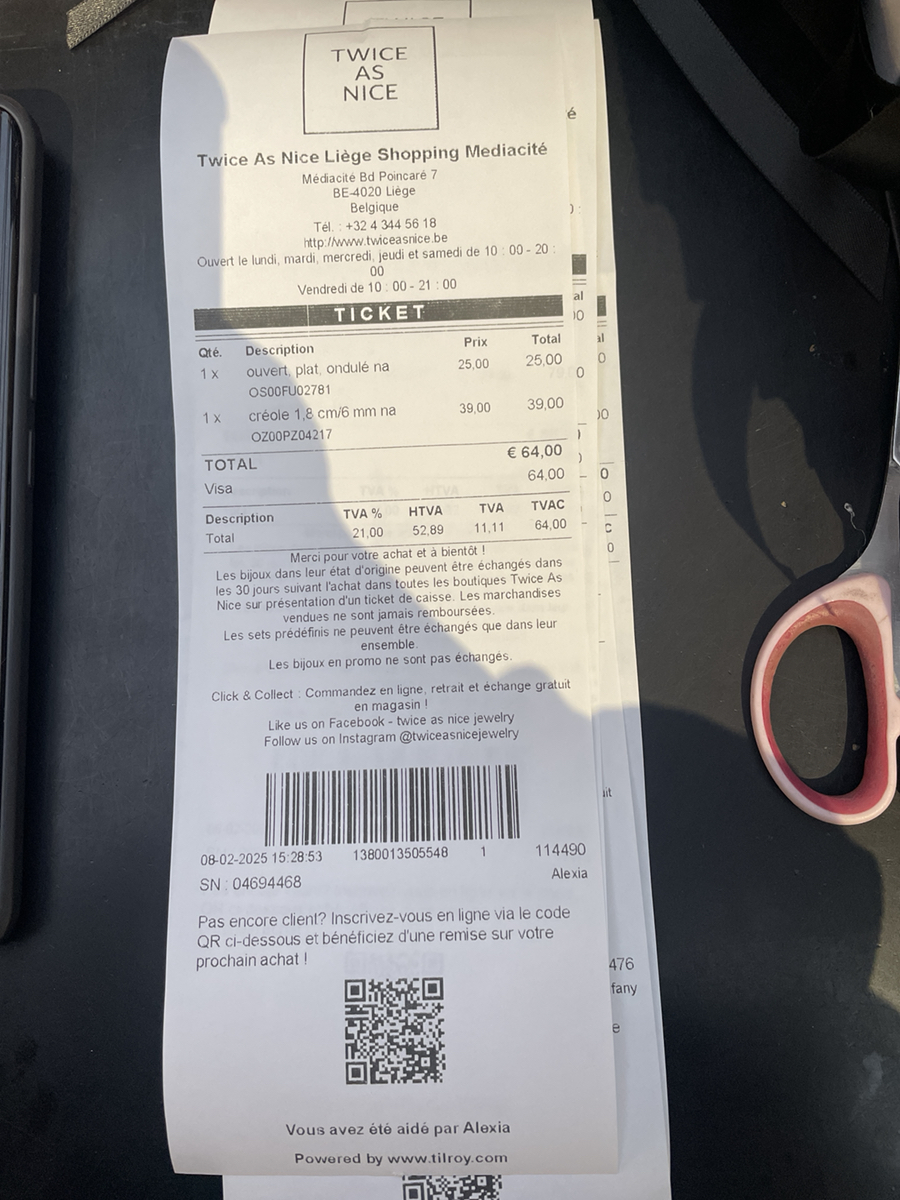 TWICE
AS
NICE
Twice As Nice Liège Shopping Mediacité
Médiacité Bd Poincaré 7
BE-4020 Liège
Belgique
Tél. : +32 4 344 56 18
http://www.twiceasnice.be
Ouvert le lundi, mardi, mercredi, jeudi et samedi de 10 : 00 - 20 :
00
Vendredi de 10 : 00 - 21 : 00
TICKET
Qté. Description Prix Total
1 x ouvert, plat, ondulé na 25,00 25,00
OS00FU02781
1 x créole 1,8 cm/6 mm na 39,00 39,00
OZ00PZ04217
TOTAL € 64,00
Visa 64,00
Description TVA % HTVA TVA TVAC
Total 21,00 52,89 11,11 64,00
Merci pour votre achat et à bientôt !
Les bijoux dans leur état d'origine peuvent être échangés dans
les 30 jours suivant l'achat dans toutes les boutiques Twice As
Nice sur présentation d'un ticket de caisse. Les marchandises
vendues ne sont jamais remboursées.
Les sets prédéfinis ne peuvent être échangés que dans leur
ensemble.
Les bijoux en promo ne sont pas échangés.
Click & Collect : Commandez en ligne, retrait et échange gratuit
en magasin !
Like us on Facebook - twice as nice jewelry
Follow us on Instagram @twiceasnicejewelry
08-02-2025 15:28:53 1380013505548 1 114490
SN : 04694468 Alexia
Pas encore client? Inscrivez-vous en ligne via le code
QR ci-dessous et bénéficiez d'une remise sur votre
prochain achat !
476
fany
Vous avez été aidé par Alexia
Powered by www.tilroy.com